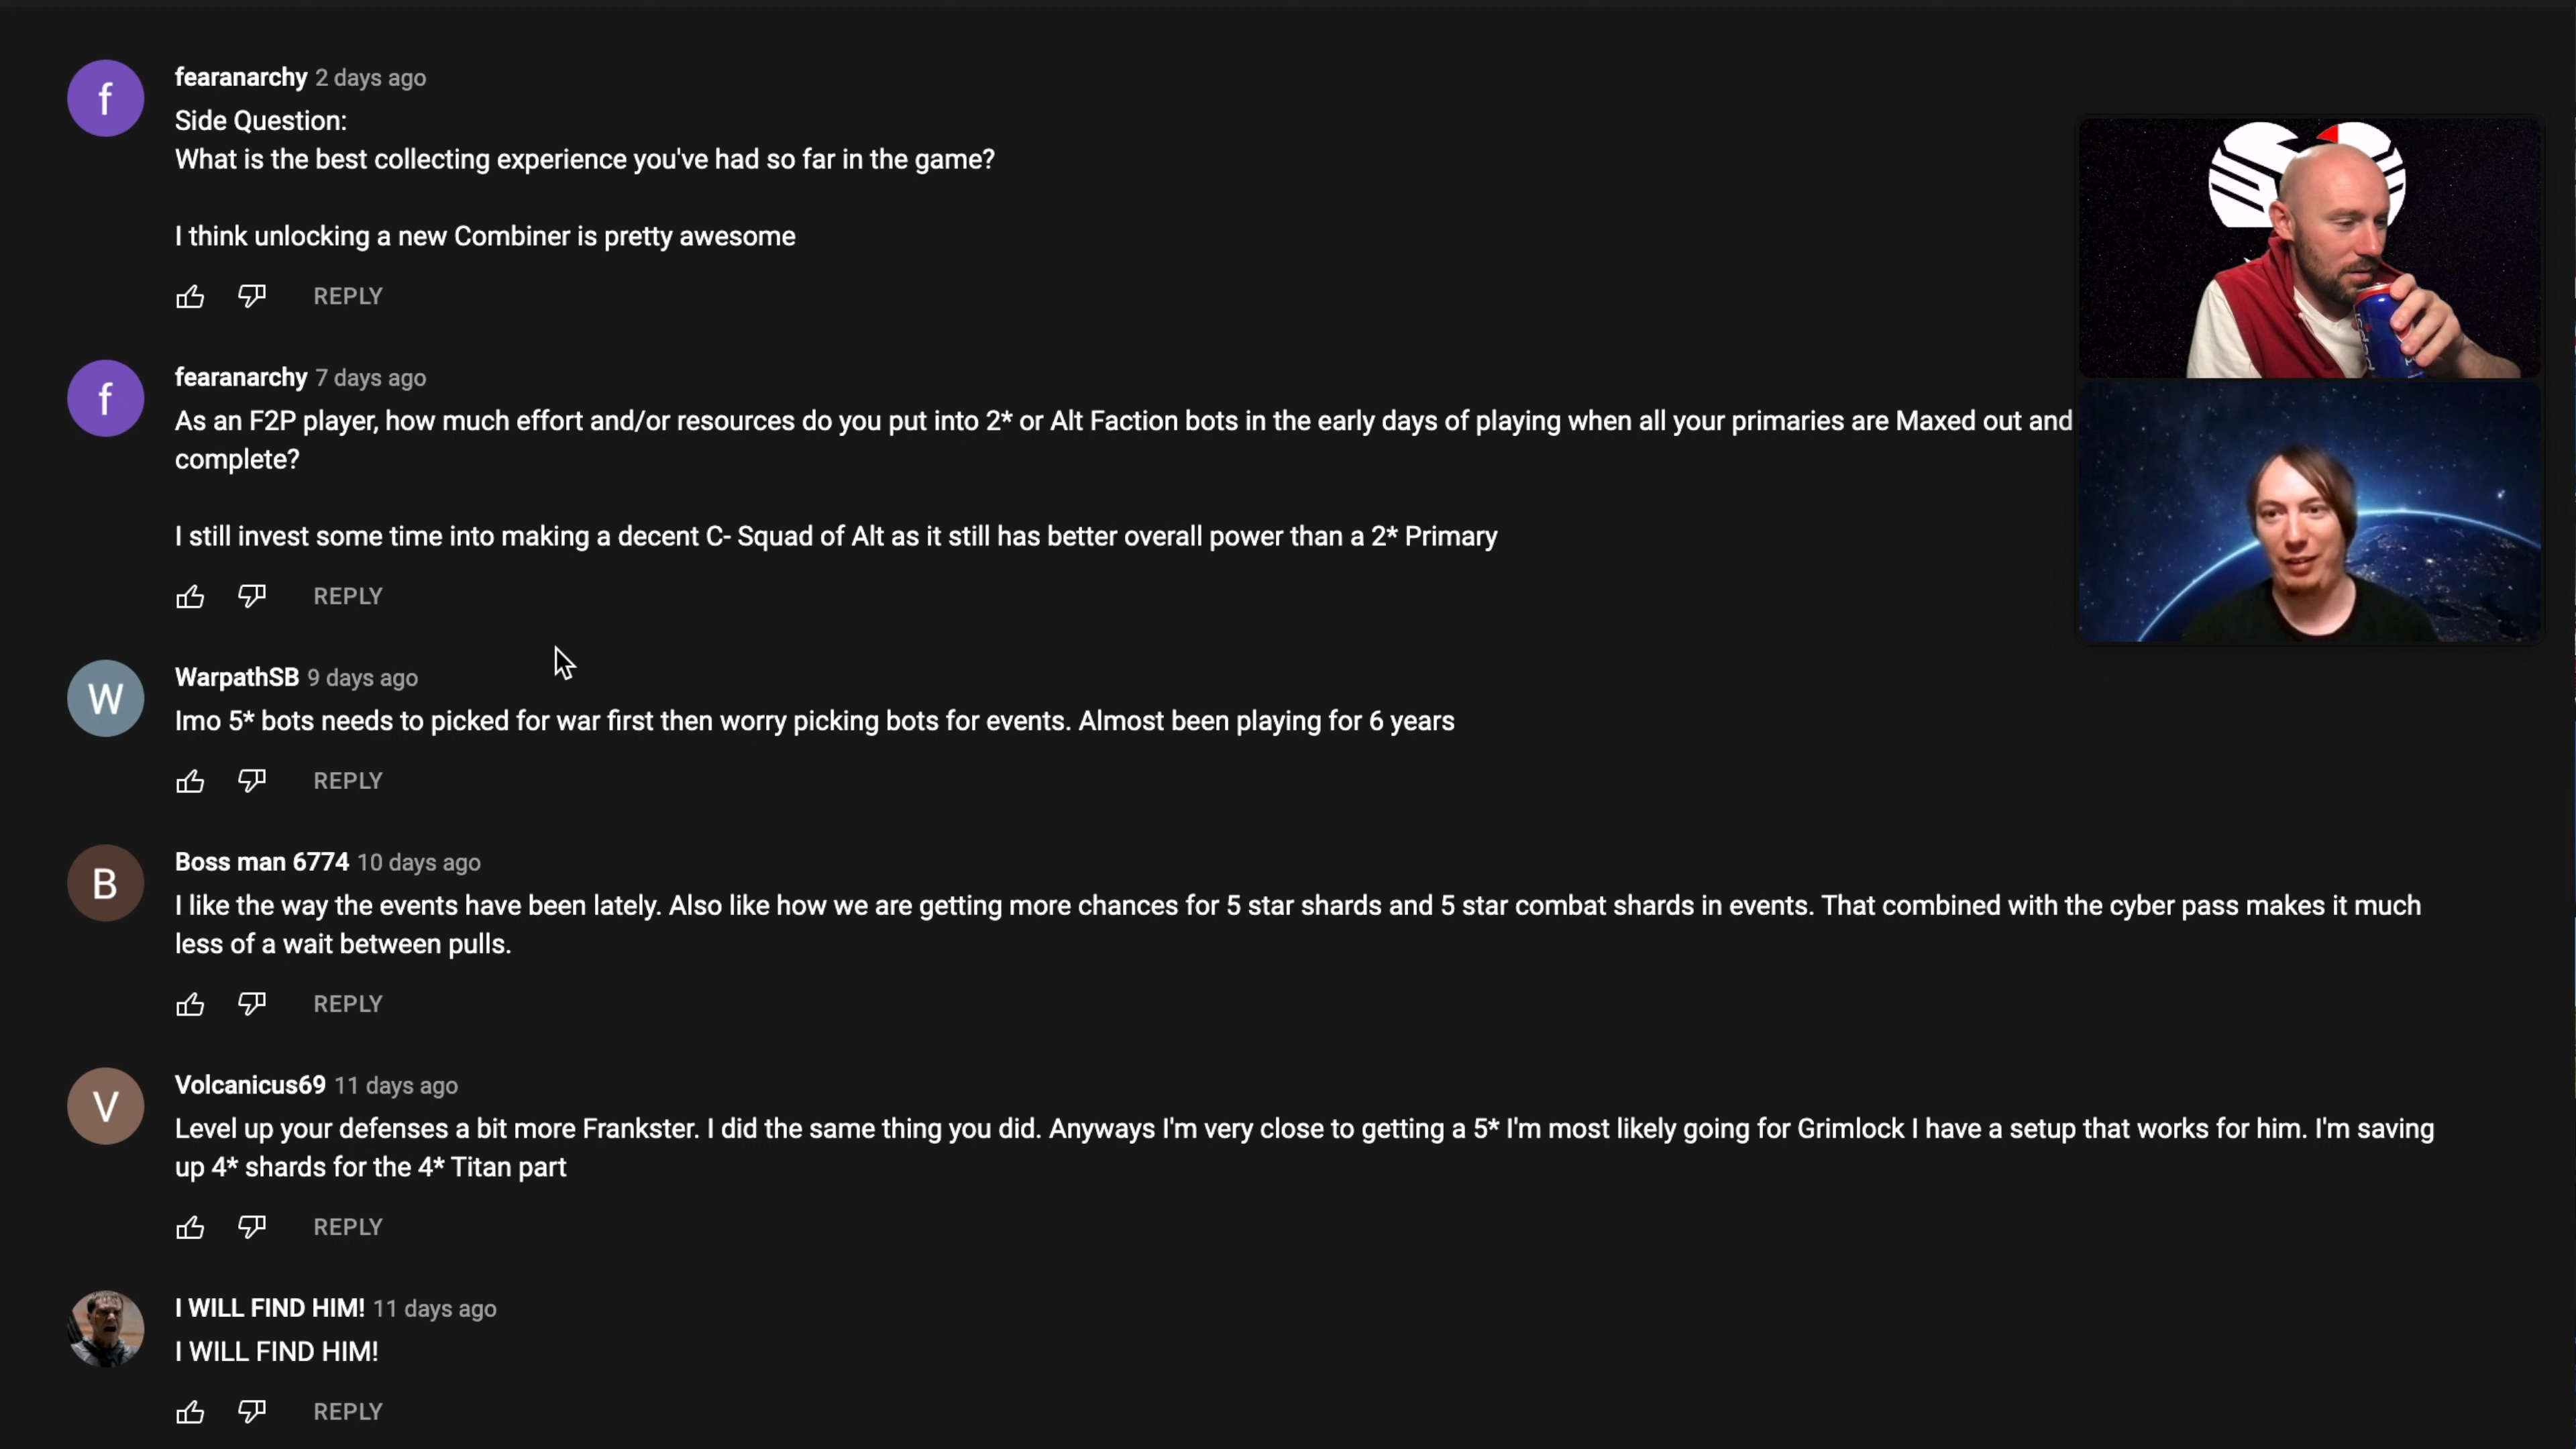 f
fearanarchy 2 days ago
Side Question:
What is the best collecting experience you've had so far in the game?
I think unlocking a new Combiner is pretty awesome
REPLY
f
fearanarchy 7 days ago
As an F2P player, how much effort and/or resources do you put into 2* or Alt Faction bots in the early days of playing when all your primaries are Maxed out and
complete?
I still invest some time into making a decent C- Squad of Alt as it still has better overall power than a 2* Primary
REPLY
W
WarpathSB 9 days ago
Imo 5* bots needs to picked for war first then worry picking bots for events. Almost been playing for 6 years
REPLY
B
Boss man 6774 10 days ago
I like the way the events have been lately. Also like how we are getting more chances for 5 star shards and 5 star combat shards in events. That combined with the cyber pass makes it much
less of a wait between pulls.
REPLY
V
Volcanicus69 11 days ago
Level up your defenses a bit more Frankster. I did the same thing you did. Anyways I'm very close to getting a 5* I'm most likely going for Grimlock I have a setup that works for him. I'm saving
up 4* shards for the 4* Titan part
REPLY
I WILL FIND HIM! 11 days ago
I WILL FIND HIM!
REPLY